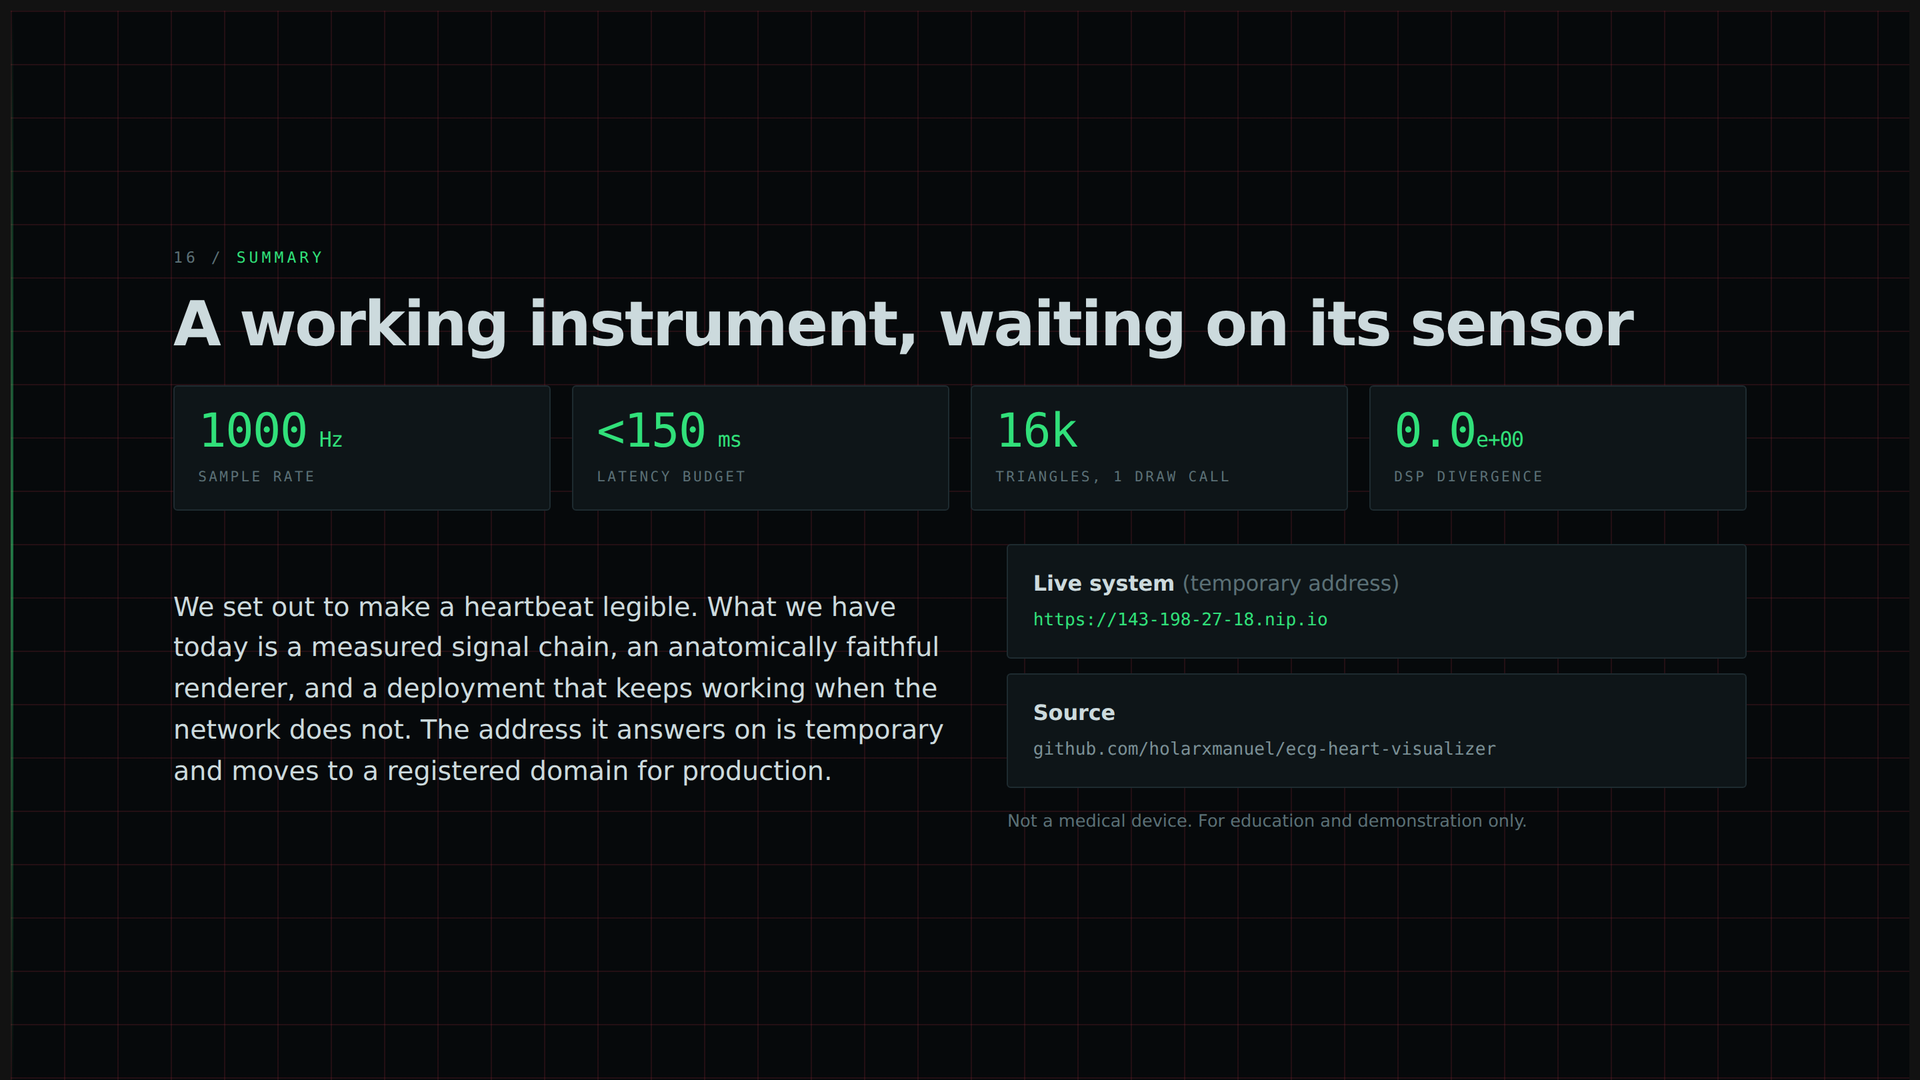 16 / SUMMARY
A working instrument, waiting on its sensor
1000 Hz
SAMPLE RATE
<150 ms
LATENCY BUDGET
16k
TRIANGLES, 1 DRAW CALL
0.0e+00
DSP DIVERGENCE
We set out to make a heartbeat legible. What we have
today is a measured signal chain, an anatomically faithful
renderer, and a deployment that keeps working when the
network does not. The address it answers on is temporary
and moves to a registered domain for production.
Live system (temporary address)
https://143-198-27-18.nip.io
Source
github.com/holarxmanuel/ecg-heart-visualizer
Not a medical device. For education and demonstration only.